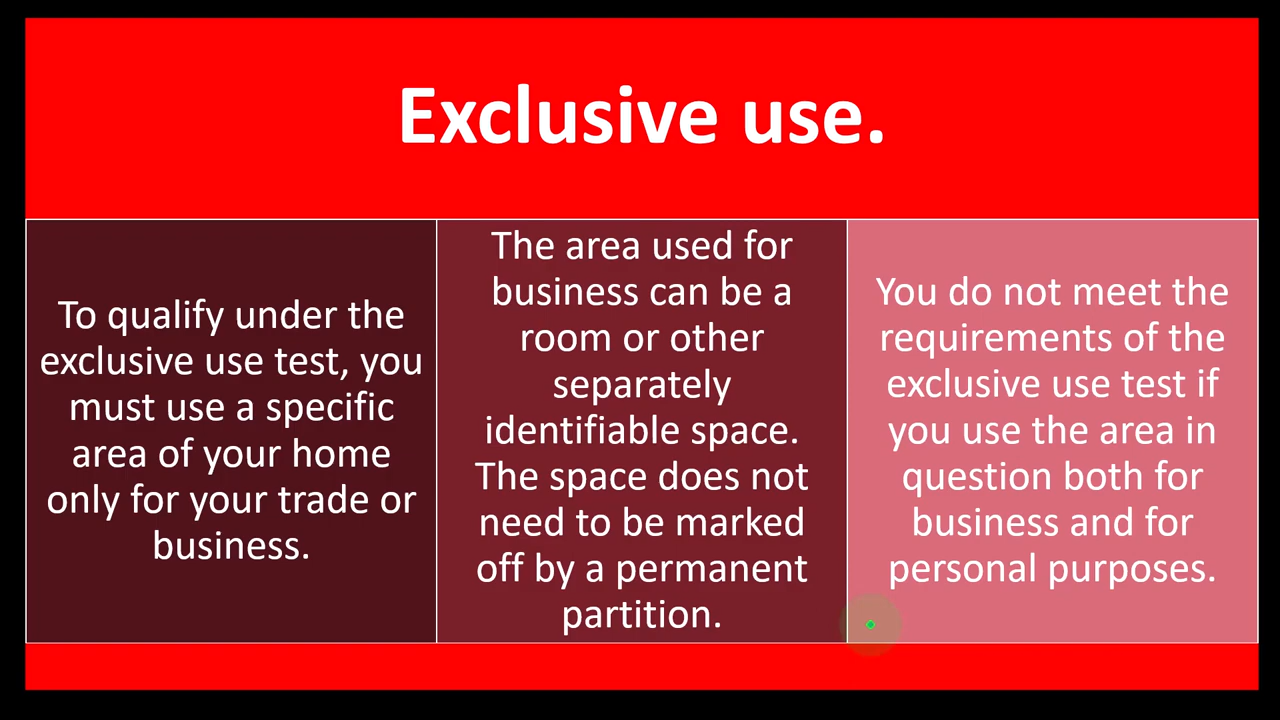 Exclusive use.
To qualify under the
exclusive use test, you
must use a specific
area of your home
only for your trade or
business.
The area used for
business can be a
room or other
separately
identifiable space.
The space does not
need to be marked
off by a permanent
partition.
You do not meet the
requirements of the
exclusive use test if
you use the area in
question both for
business and for
personal purposes.